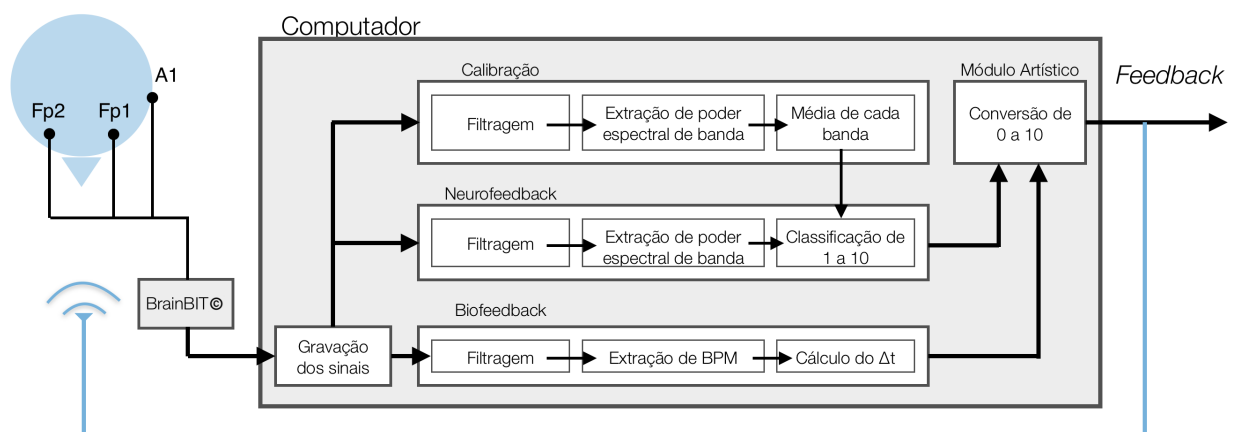 Computador
Calibração
Módulo Artístico
Feedback
A1
Fp2
Fp1
Filtragem
Extração de poder
espectral de banda
Média de cada
banda
Conversão de
0 a 10
Neurofeedback
Filtragem
Extração de poder
espectral de banda
Classificação de
1 a 10
BrainBIT©
Biofeedback
Gravação
dos sinais
Filtragem
Extração de BPM
Cálculo do Δt